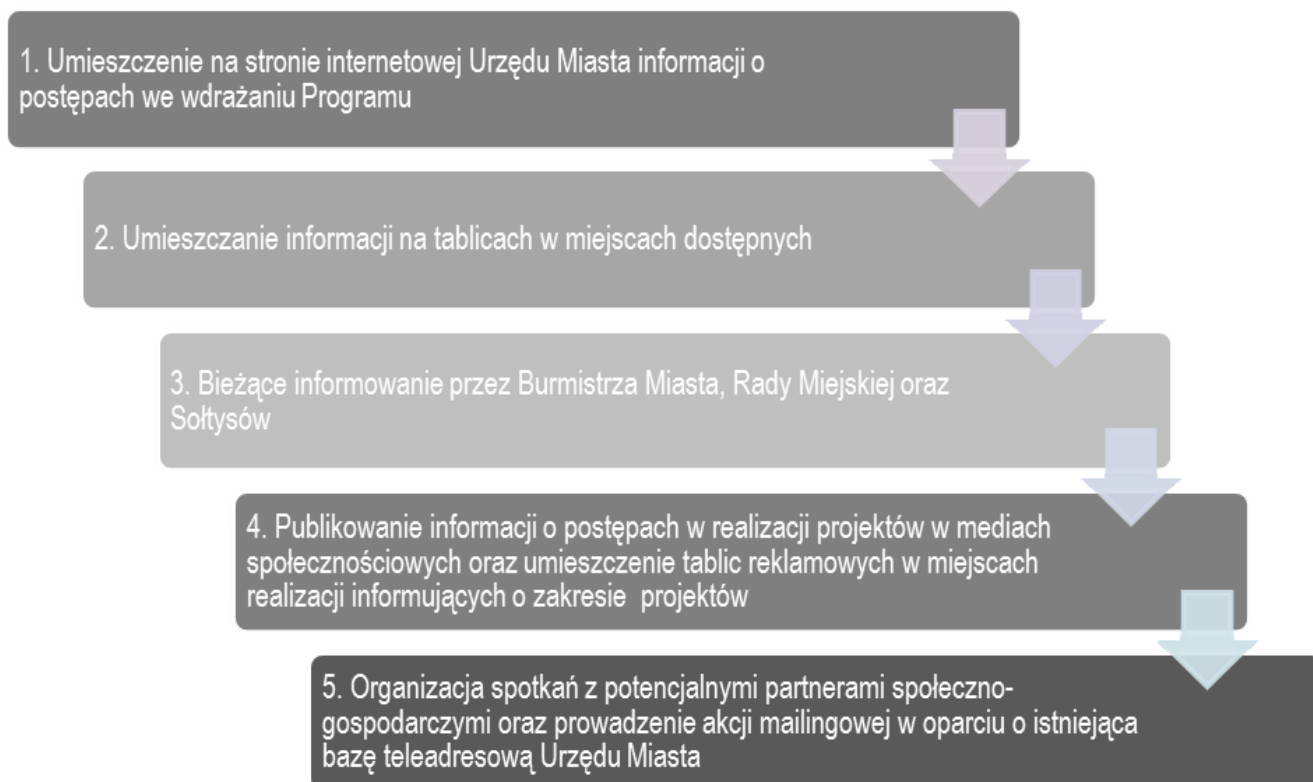 1. Umieszczenie na stronie internetowej Urzędu Miasta informacji o
postępach we wdrażaniu Programu
2. Umieszczanie informacji na tablicach w miejscach dostępnych
3. Bieżące informowanie przez Burmistrza Miasta, Rady Miejskiej oraz
Sołtysów
4. Publikowanie informacji o postępach w realizacji projektów w mediach
społecznościowych oraz umieszczenie tablic reklamowych w miejscach
realizacji informujących o zakresie projektów
5. Organizacja spotkań z potencjalnymi partnerami społeczno-
gospodarczymi oraz prowadzenie akcji mailingowej w oparciu o istniejąca
bazę teleadresową Urzędu Miasta